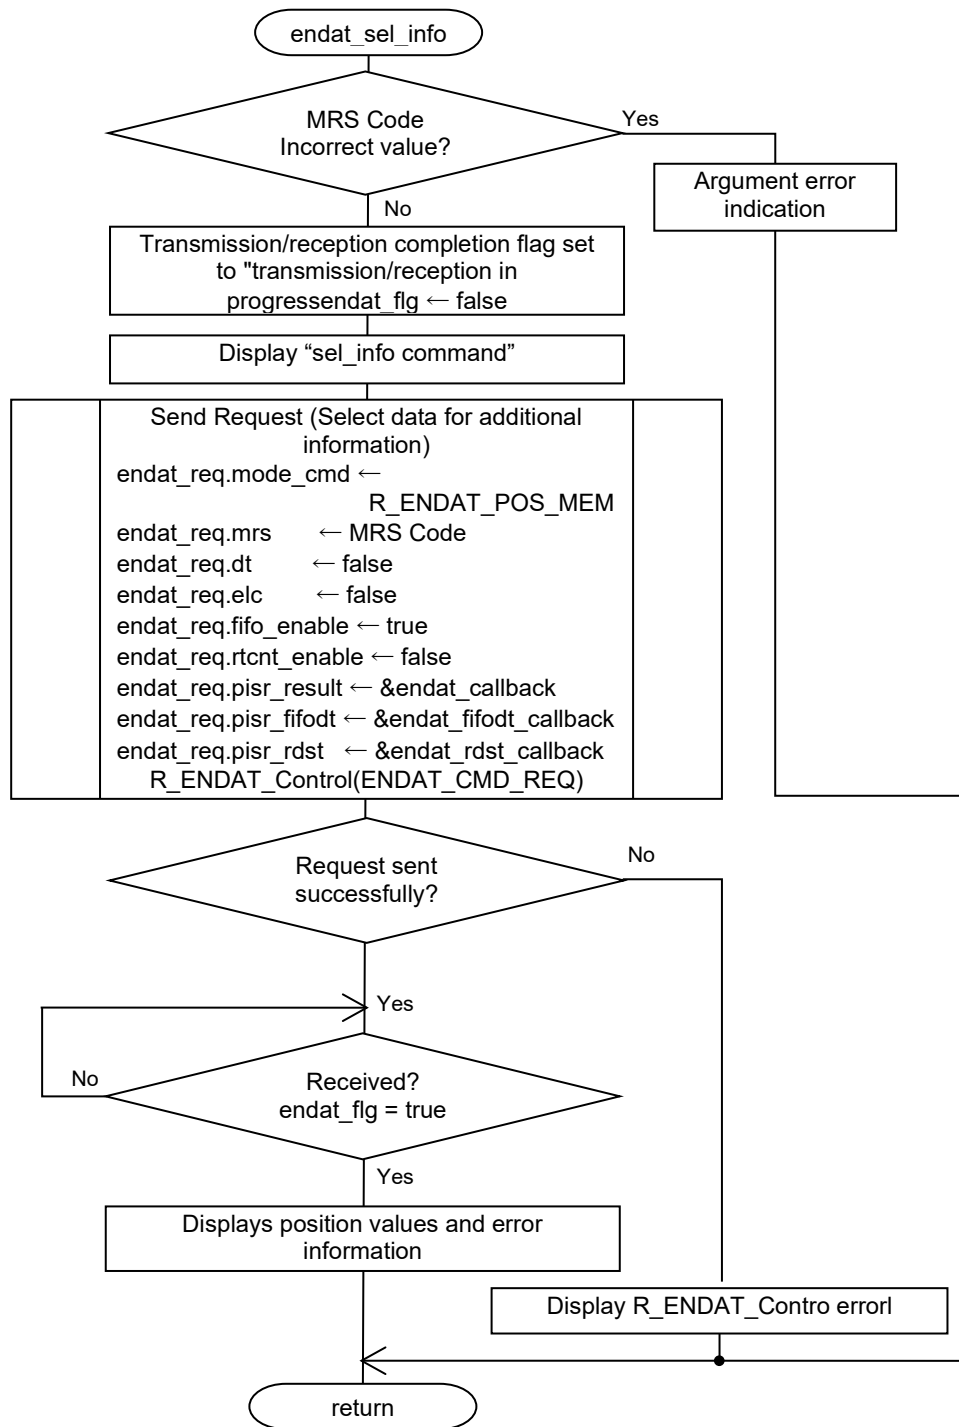 endat_sel_info
MRS Code
Incorrect value?
Yes
Argument error
indication
No
Transmission/reception completion flag set
to "transmission/reception in
progressendat_flg ← false
Display “sel_info command”
Send Request (Select data for additional
information)
endat_req.mode_cmd ←
R_ENDAT_POS_MEM
endat_req.mrs ← MRS Code
endat_req.dt ← false
endat_req.elc ← false
endat_req.fifo_enable ← true
endat_req.rtcnt_enable ← false
endat_req.pisr_result ← &endat_callback
endat_req.pisr_fifodt ← &endat_fifodt_callback
endat_req.pisr_rdst ← &endat_rdst_callback
R_ENDAT_Control(ENDAT_CMD_REQ)
Request sent
successfully?
No
Yes
No
Received?
endat_flg = true
Yes
Displays position values and error
information
Display R_ENDAT_Contro errorl
return